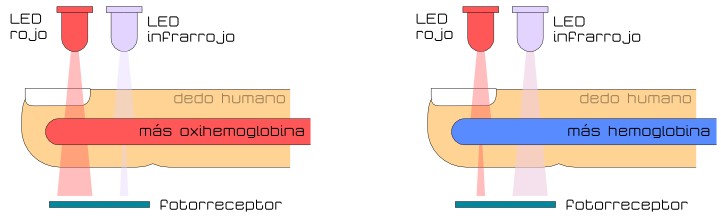 LED
rojo
LED
infrarrojo
dedo humano
más oxihemoglobina
fotorreceptor
LED
rojo
LED
infrarrojo
dedo humano
más hemoglobina
fotorreceptor